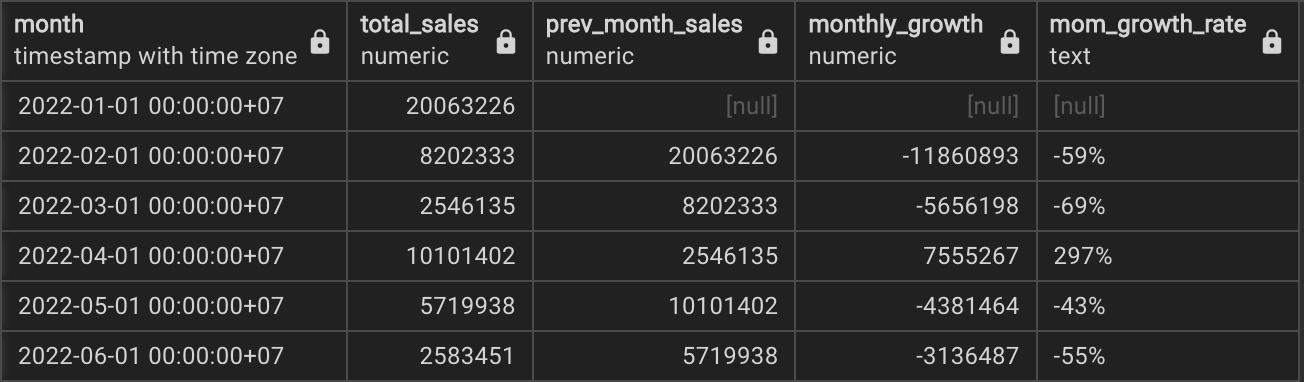 month total_sales prev_month_sales monthly_growth mom_growth_rate
timestamp with time zone numeric numeric numeric text
2022-01-01 00:00:00+07 20063226 [null] [null] [null]
2022-02-01 00:00:00+07 8202333 20063226 -11860893 -59%
2022-03-01 00:00:00+07 2546135 8202333 -5656198 -69%
2022-04-01 00:00:00+07 10101402 2546135 7555267 297%
2022-05-01 00:00:00+07 5719938 10101402 -4381464 -43%
2022-06-01 00:00:00+07 2583451 5719938 -3136487 -55%